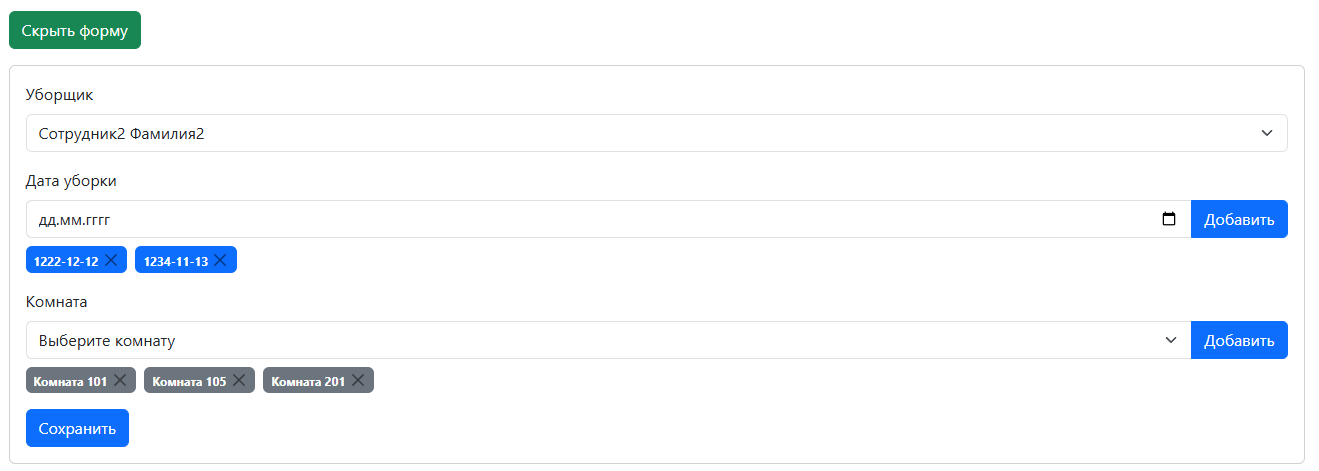 Скрыть форму
Уборщик
Сотрудник2 Фамилия2
Дата уборки
дд.мм.гггг
Добавить
1222-12-12 1234-11-13
Комната
Выберите комнату
Добавить
Комната 101 Комната 105 Комната 201
Сохранить